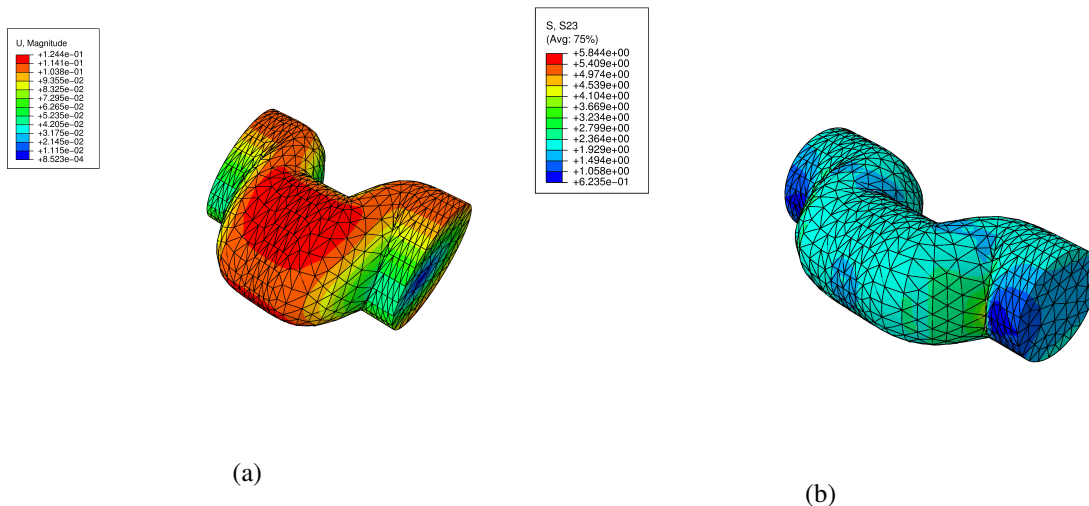 U, Magnitude
+1.244e−01
+1.141e−01
+1.038e−01
+9.355e−02
+8.325e−02
+7.295e−02
+6.265e−02
+5.235e−02
+4.205e−02
+3.175e−02
+2.145e−02
+1.115e−02
+8.523e−04
S, S23
(Avg: 75%)
+5.844e+00
+5.409e+00
+4.974e+00
+4.539e+00
+4.104e+00
+3.669e+00
+3.234e+00
+2.799e+00
+2.364e+00
+1.929e+00
+1.494e+00
+1.058e+00
+6.235e−01
(a)
(b)